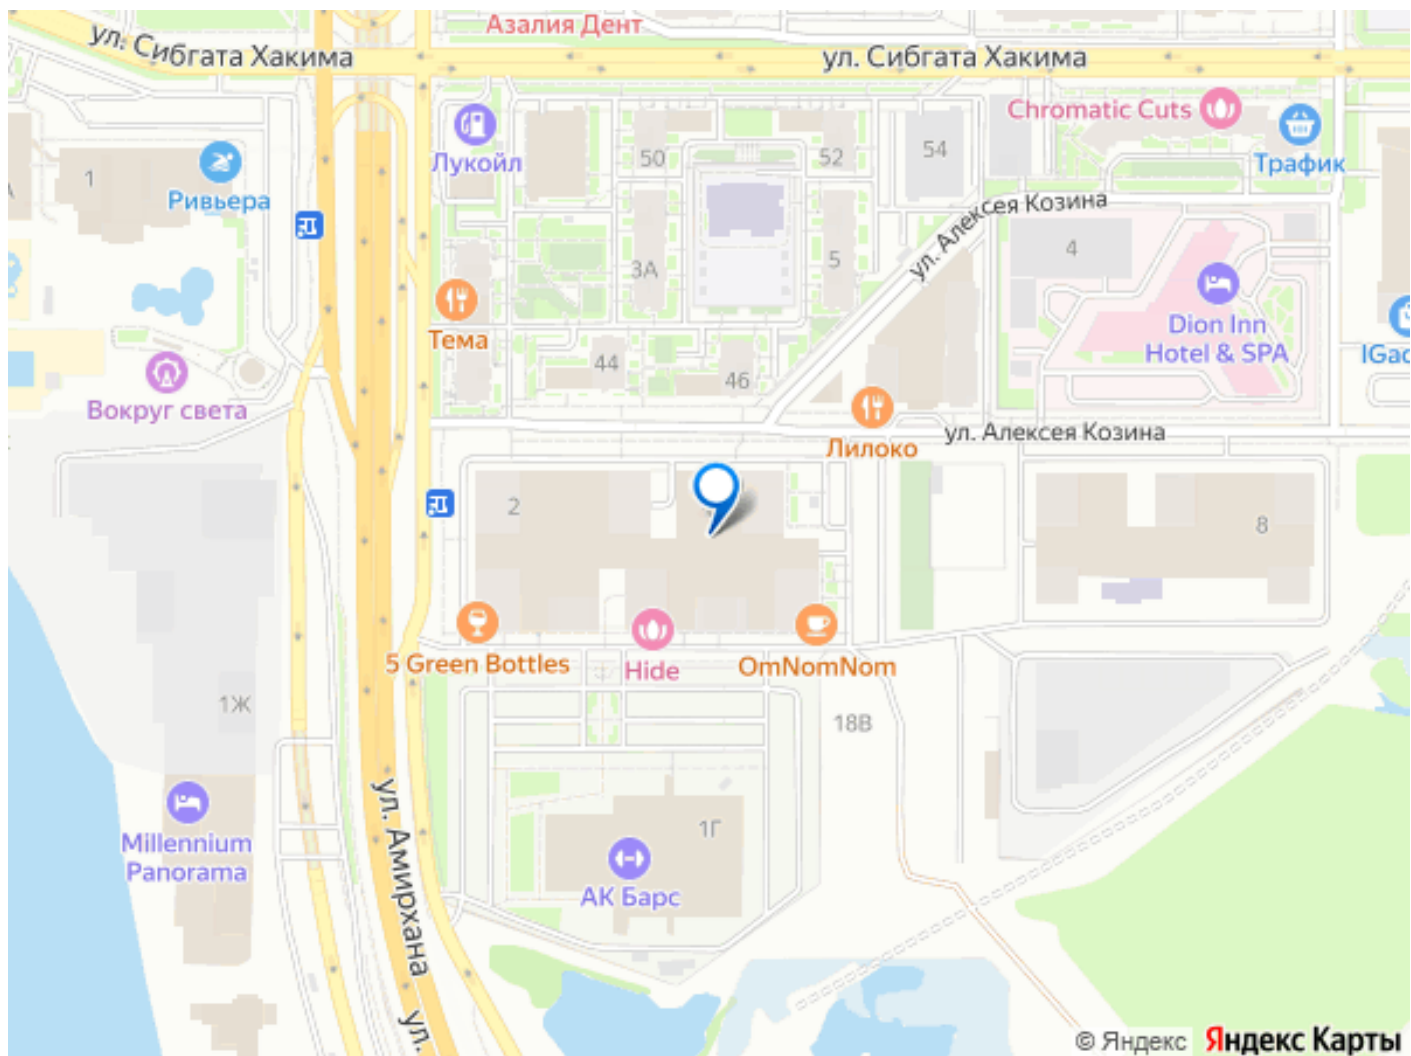 Азалия Дент
ул. Сибгата Хакима
ул. Сибгата Хакима
Chromatic Cuts
Трафик
Лукойл
50
52
54
1
Ривьера
ул. Алексея Козина
4
3А
5
Dion Inn
Hotel & SPA
Тема
IGad
44
46
Вокруг света
Лилоко
ул. Алексея Козина
2
8
5 Green Bottles
Hide
OmNomNom
1Ж
18В
ул. Амирхана
Millennium
Panorama
1Г
АК Барс
ул.
© Яндекс Яндекс Карты